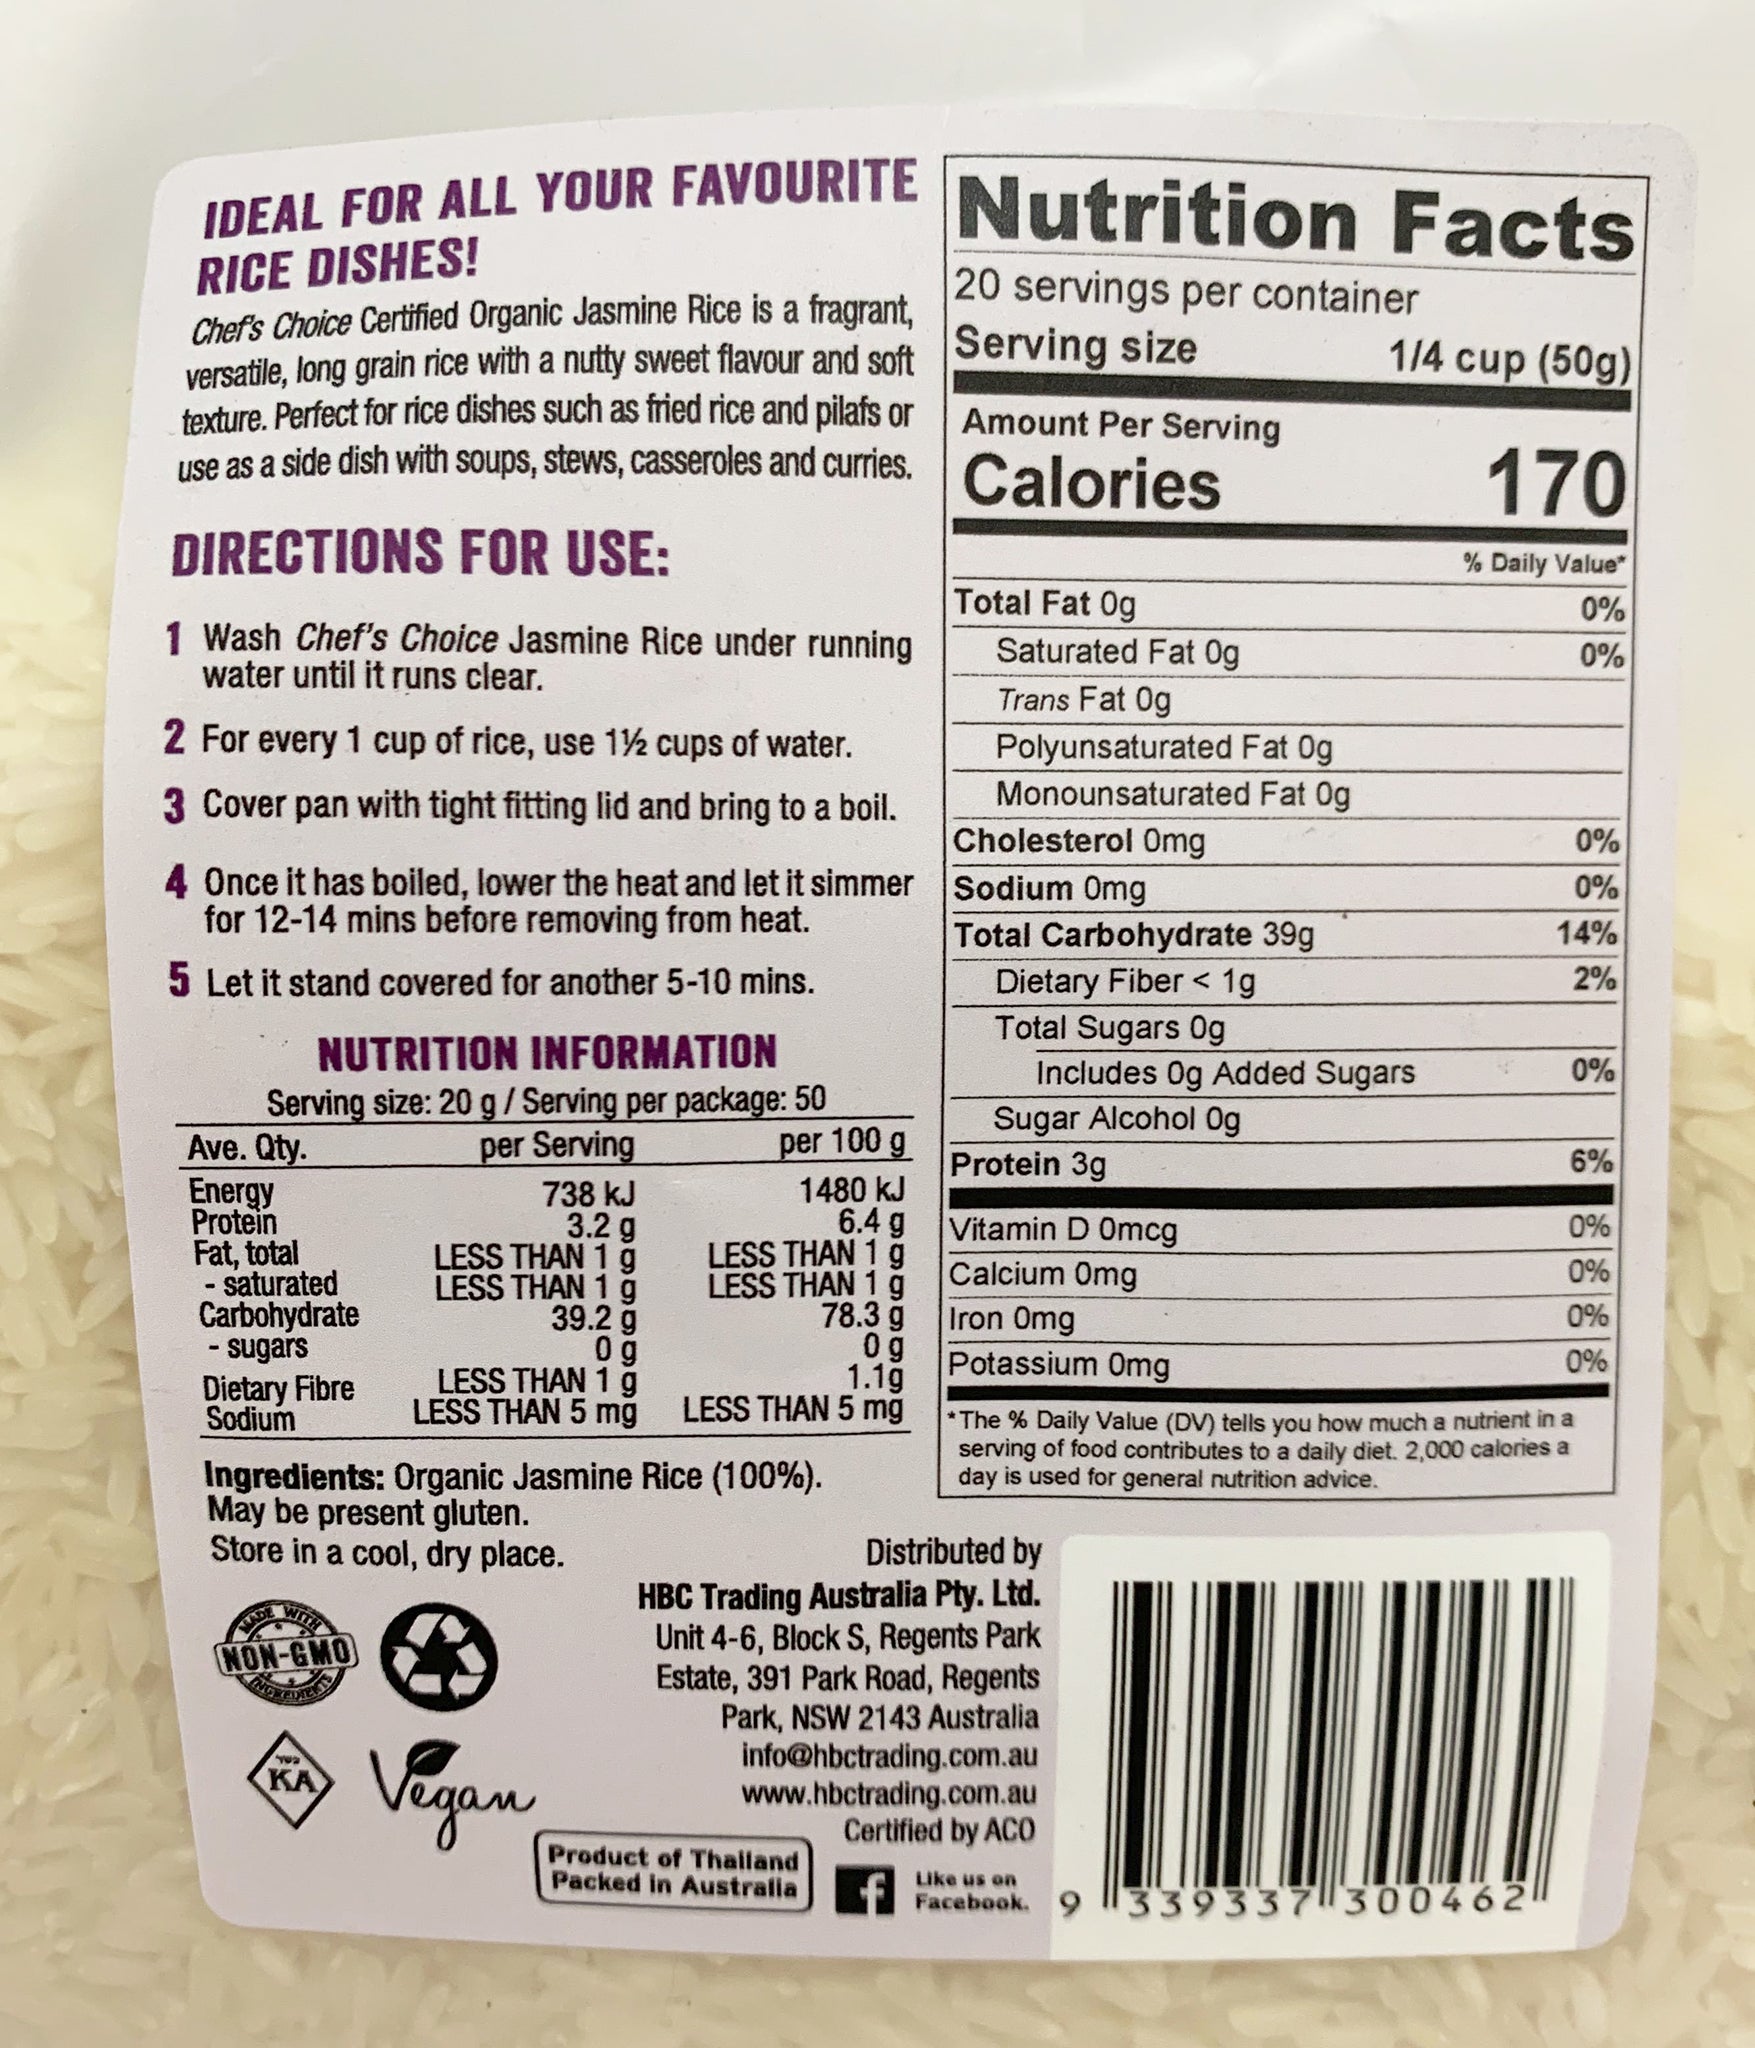 IDEAL FOR ALL YOUR FAVOURITE
RICE DISHES!
Chef's Choice Certified Organic Jasmine Rice is a fragrant,
versatile, long grain rice with a nutty sweet flavour and soft
texture. Perfect for rice dishes such as fried rice and pilafs or
use as a side dish with soups, stews, casseroles and curries.
DIRECTIONS FOR USE:
1 Wash Chef's Choice Jasmine Rice under running
water until it runs clear.
2 For every 1 cup of rice, use 1½ cups of water.
3 Cover pan with tight fitting lid and bring to a boil.
4 Once it has boiled, lower the heat and let it simmer
for 12-14 mins before removing from heat.
5 Let it stand covered for another 5-10 mins.
NUTRITION INFORMATION
Serving size: 20 g / Serving per package: 50
Ave. Qty. per Serving per 100 g
Energy 738 kJ 1480 kJ
Protein 3.2 g 6.4 g
Fat, total LESS THAN 1 g LESS THAN 1 g
- saturated LESS THAN 1 g LESS THAN 1 g
Carbohydrate 39.2 g 78.3 g
- sugars 0 g 0 g
Dietary Fibre LESS THAN 1 g 1.1g
Sodium LESS THAN 5 mg LESS THAN 5 mg
Ingredients: Organic Jasmine Rice (100%).
May be present gluten.
Store in a cool, dry place.
MADE WITH
NON-GMO
INGREDIENTS
כשר
KA
Vegan
Product of Thailand
Packed in Australia
Distributed by
HBC Trading Australia Pty. Ltd.
Unit 4-6, Block S, Regents Park
Estate, 391 Park Road, Regents
Park, NSW 2143 Australia
info@hbctrading.com.au
www.hbctrading.com.au
Certified by ACO
f
Like us on
Facebook.
Nutrition Facts
20 servings per container
Serving size 1/4 cup (50g)
Amount Per Serving
Calories 170
% Daily Value*
Total Fat 0g 0%
Saturated Fat 0g 0%
Trans Fat 0g
Polyunsaturated Fat 0g
Monounsaturated Fat 0g
Cholesterol 0mg 0%
Sodium 0mg 0%
Total Carbohydrate 39g 14%
Dietary Fiber < 1g 2%
Total Sugars 0g
Includes 0g Added Sugars 0%
Sugar Alcohol 0g
Protein 3g 6%
Vitamin D 0mcg 0%
Calcium 0mg 0%
Iron 0mg 0%
Potassium 0mg 0%
*The % Daily Value (DV) tells you how much a nutrient in a
serving of food contributes to a daily diet. 2,000 calories a
day is used for general nutrition advice.
9 339337 300462